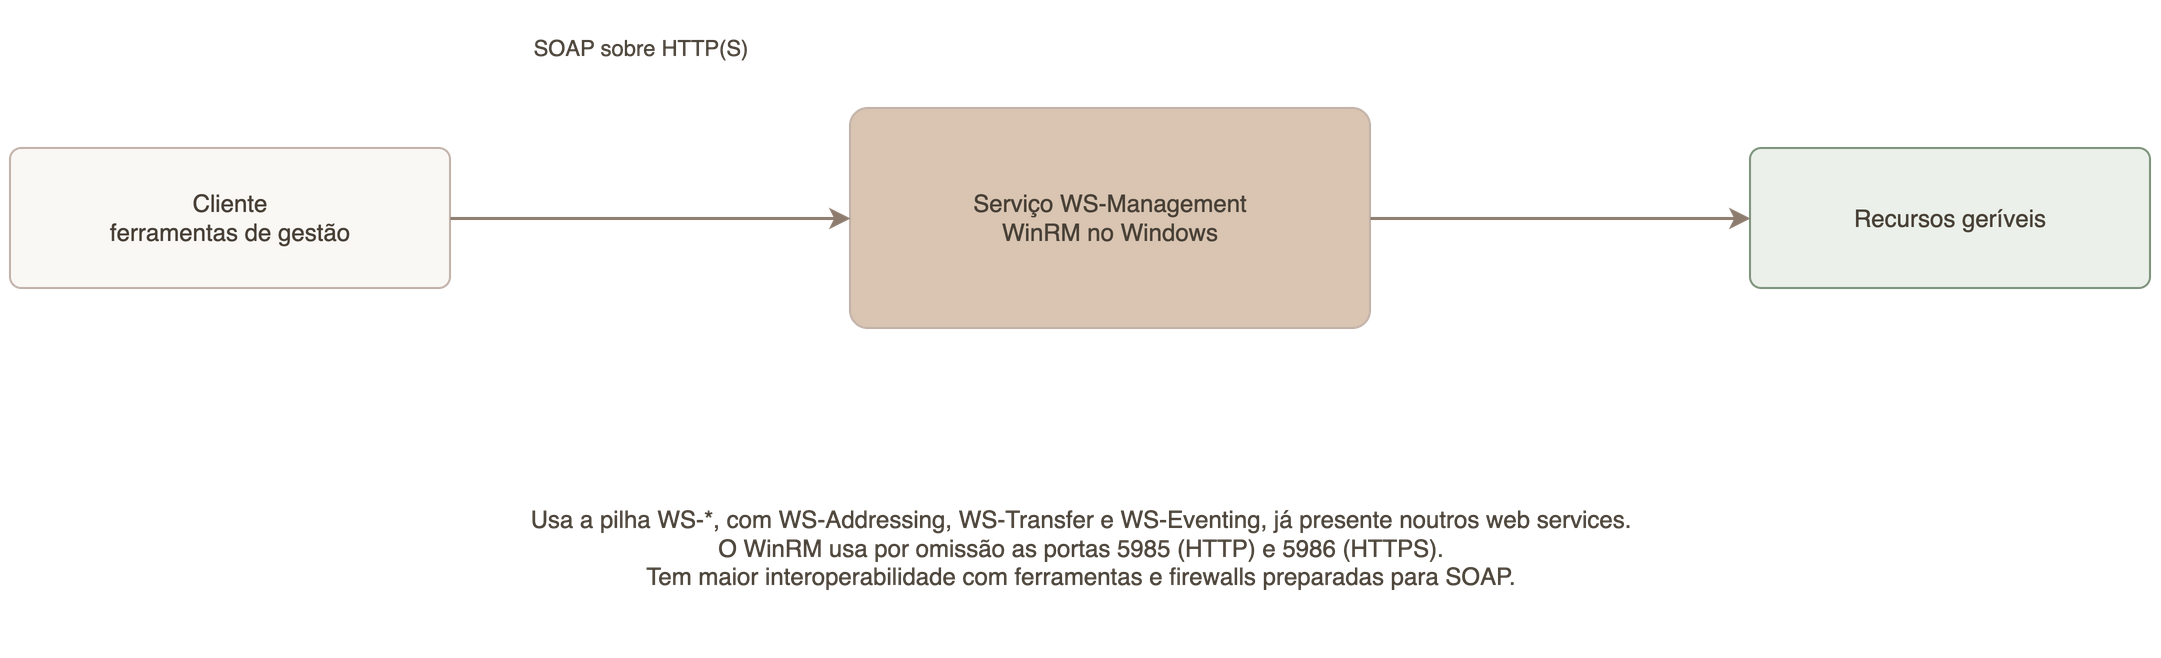 SOAP sobre HTTP(S)
Cliente
ferramentas de gestão
Serviço WS-Management
WinRM no Windows
Recursos geríveis
Usa a pilha WS-*, com WS-Addressing, WS-Transfer e WS-Eventing, já presente noutros web services.
O WinRM usa por omissão as portas 5985 (HTTP) e 5986 (HTTPS).
Tem maior interoperabilidade com ferramentas e firewalls preparadas para SOAP.